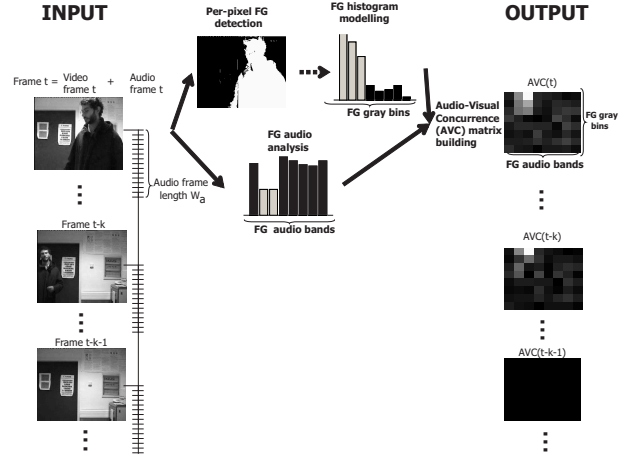 INPUT
Per-pixel FG
detection
FG histogram
modelling
OUTPUT
Frame t = Video frame t + Audio frame t
FG gray bins
Audio-Visual
Concurrence
(AVC) matrix
building
AVC(t)
FG gray
bins
FG audio bands
FG audio
analysis
FG audio bands
Audio frame
length Wa
Frame t-k
AVC(t-k)
Frame t-k-1
AVC(t-k-1)